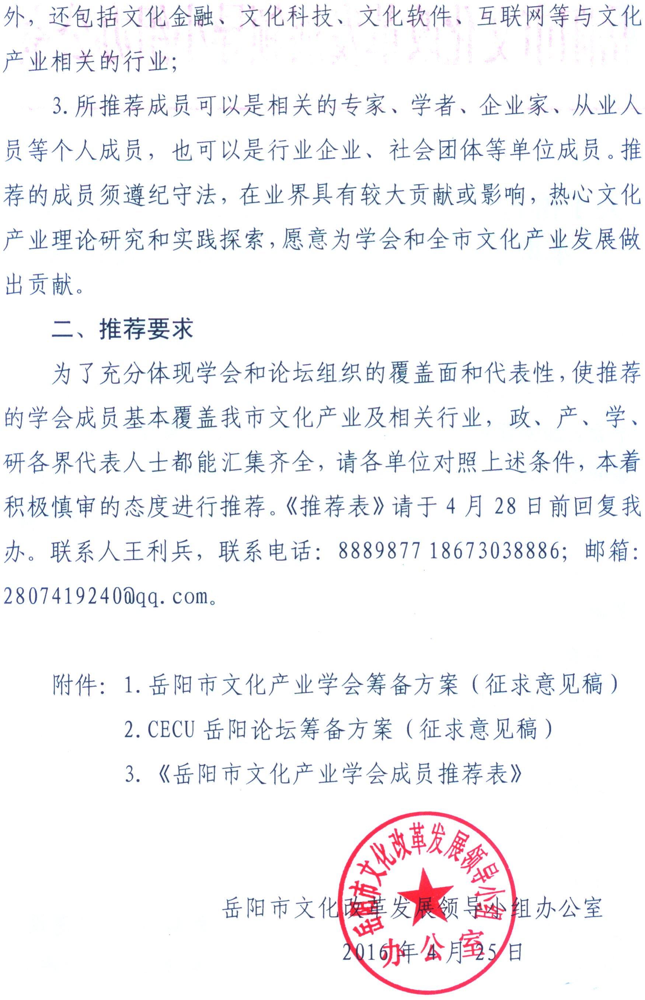 外，还包括文化金融、文化科技、文化软件、互联网等与文化
产业相关的行业；
3.所推荐成员可以是相关的专家、学者、企业家、从业人
员等个人成员，也可以是行业企业、社会团体等单位成员。推
荐的成员须遵纪守法，在业界具有较大贡献或影响，热心文化
产业理论研究和实践探索，愿意为学会和全市文化产业发展做
出贡献。
二、推荐要求
为了充分体现学会和论坛组织的覆盖面和代表性，使推荐
的学会成员基本覆盖我市文化产业及相关行业，政、产、学、
研各界代表人士都能汇集齐全，请各单位对照上述条件，本着
积极慎审的态度进行推荐。《推荐表》请于 4 月 28 日前回复我
办。联系人王利兵，联系电话：8889877 18673038886；邮箱：
2807419240@qq.com。
附件：1.岳阳市文化产业学会筹备方案（征求意见稿）
2.CECU 岳阳论坛筹备方案（征求意见稿）
3.《岳阳市文化产业学会成员推荐表》
岳阳市文化改革发展领导小组
岳阳市文化改革发展领导小组办公室
办公室
2016 年 4 月 25 日